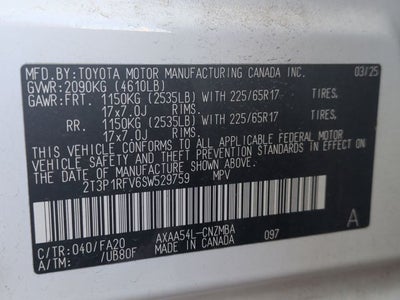 MFD.BY: TOYOTA MOTOR MANUFACTURING CANADA INC. 03/25
GVWR: 2090KG (4610LB)
GAWR: FRT. 1150KG (2535LB) WITH 225/65R17 TIRES,
17x7.0J RIMS.
RR. 1150KG (2535LB) WITH 225/65R17 TIRES,
17x7.0J RIMS.
THIS VEHICLE CONFORMS TO ALL APPLICABLE FEDERAL MOTOR
VEHICLE SAFETY AND THEFT PREVENTION STANDARDS IN
EFFECT ON THE DATE OF MANUFACTURE SHOWN ABOVE.
2T3P1RFV6SW529759 MPV
C/TR: 040/FA20 AXAA54L-CNZMBA 097 A
A/TM: /UB80F MADE IN CANADA